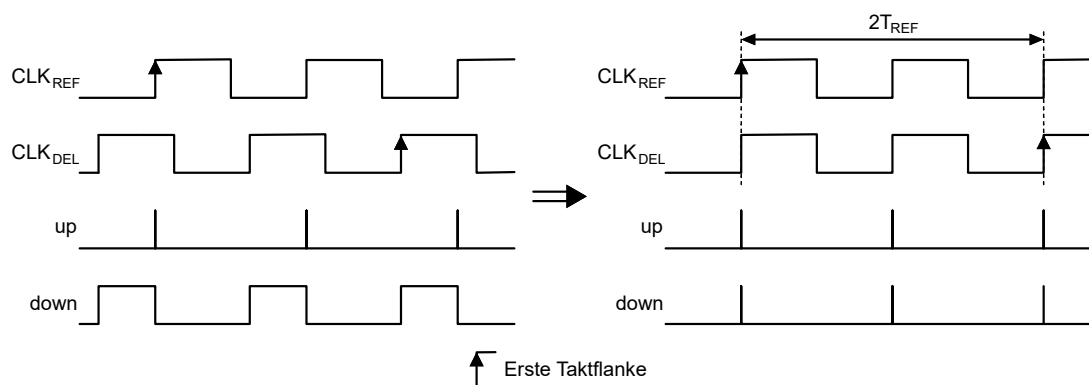 2T_REF
CLK_REF
CLK_REF
CLK_DEL
CLK_DEL
up
up
down
down
Erste Taktflanke